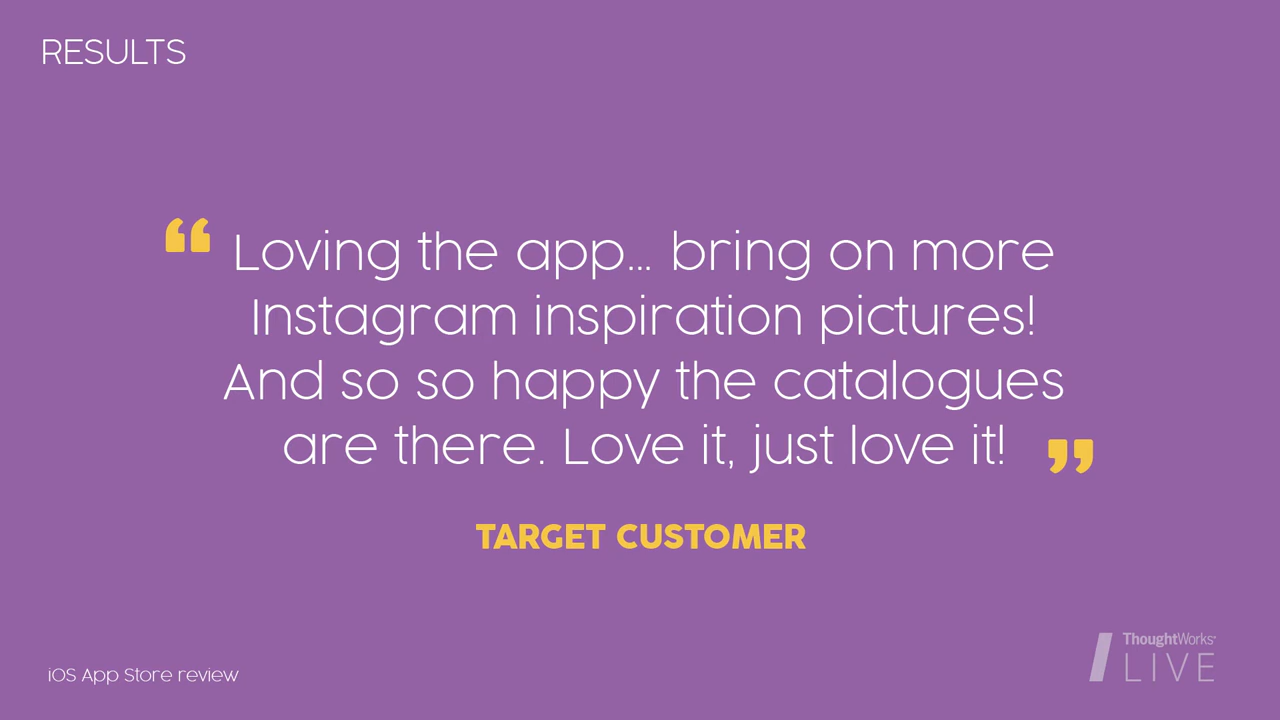 RESULTS
“ Loving the app... bring on more
Instagram inspiration pictures!
And so so happy the catalogues
are there. Love it, just love it! ”
TARGET CUSTOMER
iOS App Store review
ThoughtWorks®
LIVE